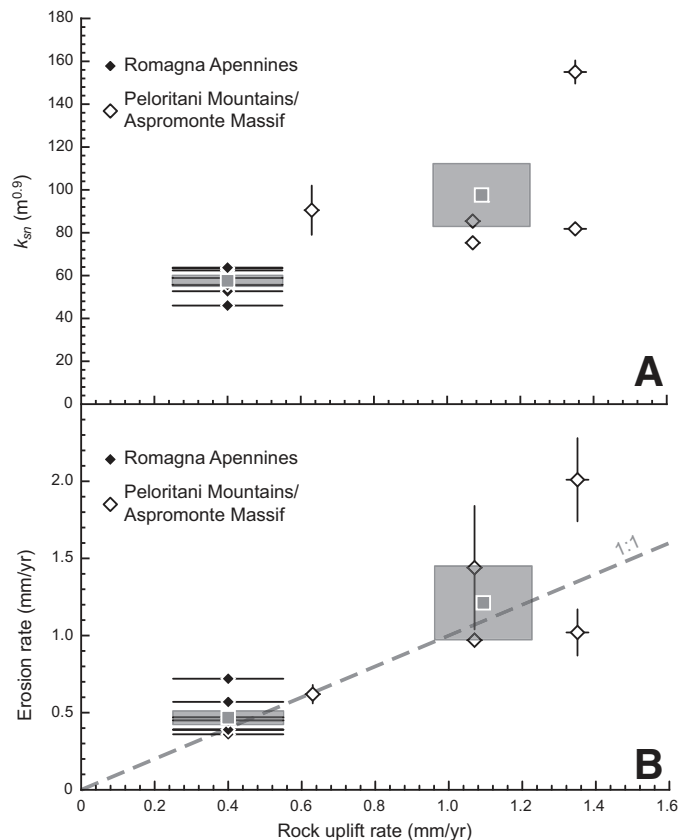 180
160
140
120
100
80
60
40
20
0
k_sn (m^0.9)
Romagna Apennines
Peloritani Mountains/
Aspromonte Massif
A
2.0
1.5
1.0
0.5
0
Erosion rate (mm/yr)
Romagna Apennines
Peloritani Mountains/
Aspromonte Massif
1:1
B
0 0.2 0.4 0.6 0.8 1.0 1.2 1.4 1.6
Rock uplift rate (mm/yr)